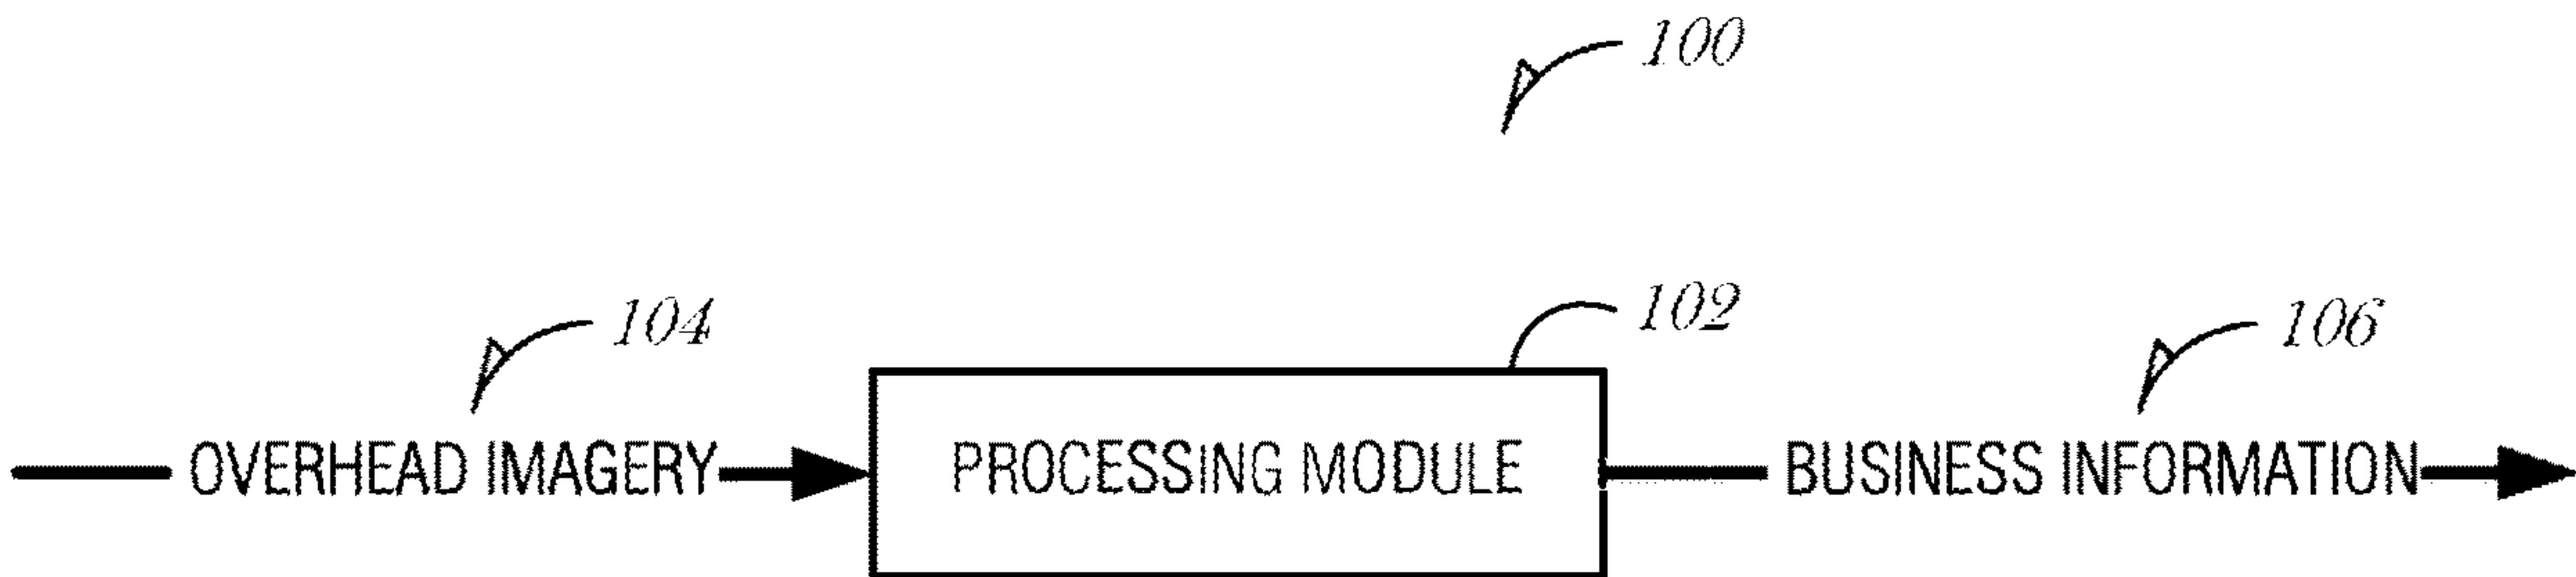 100
104
102
106
OVERHEAD IMAGERY
PROCESSING MODULE
BUSINESS INFORMATION